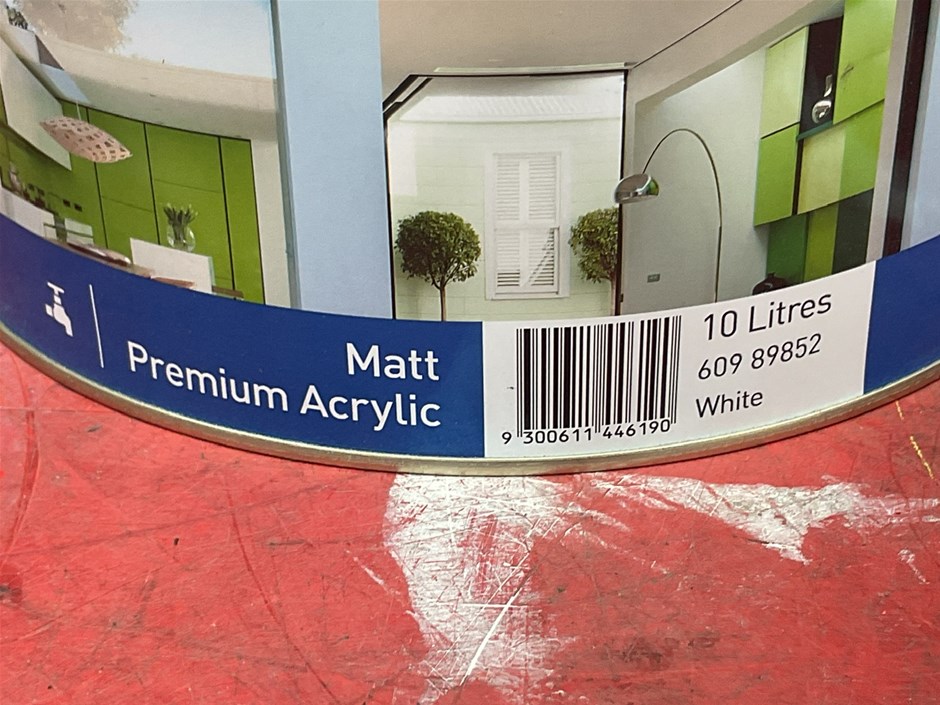 Matt
Premium Acrylic
10 Litres
609 89852
White
9 300611 446190